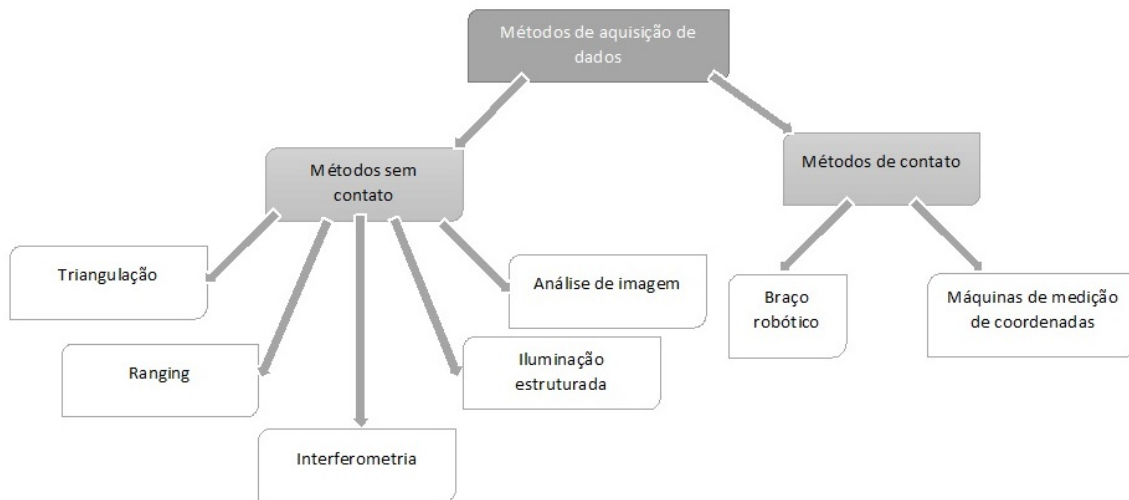 Métodos de aquisição de
dados
Métodos sem
contato
Métodos de contato
Triangulação
Ranging
Interferometria
Iluminação
estruturada
Análise de imagem
Braço
robótico
Máquinas de medição
de coordenadas